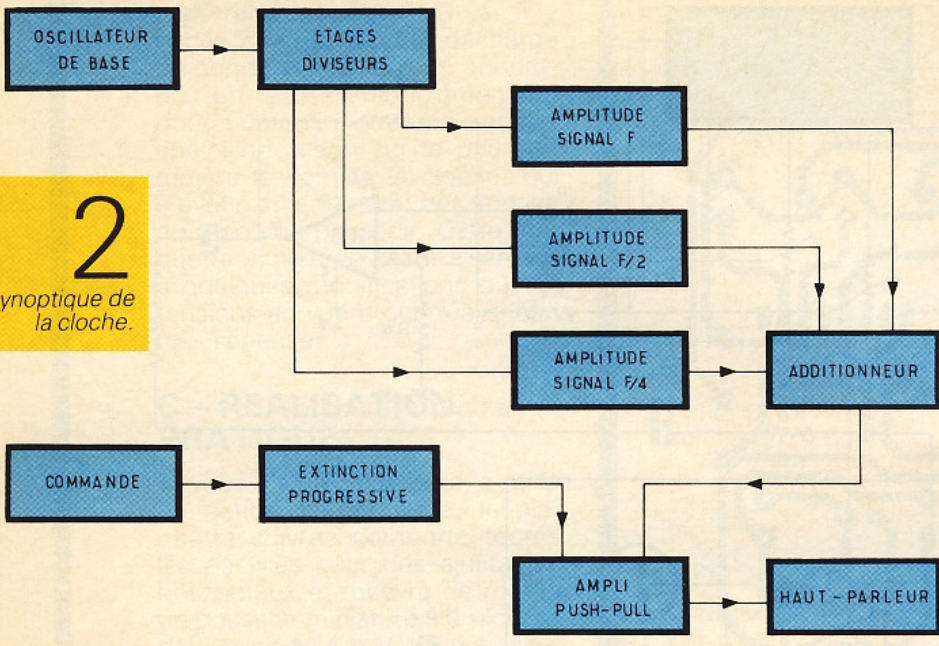 OSCILLATEUR
DE BASE
ETAGES
DIVISEURS
AMPLITUDE
SIGNAL F
2
ynoptique de
la cloche.
AMPLITUDE
SIGNAL F/2
AMPLITUDE
SIGNAL F/4
ADDITIONNEUR
COMMANDE
EXTINCTION
PROGRESSIVE
AMPLI
PUSH-PULL
HAUT-PARLEUR